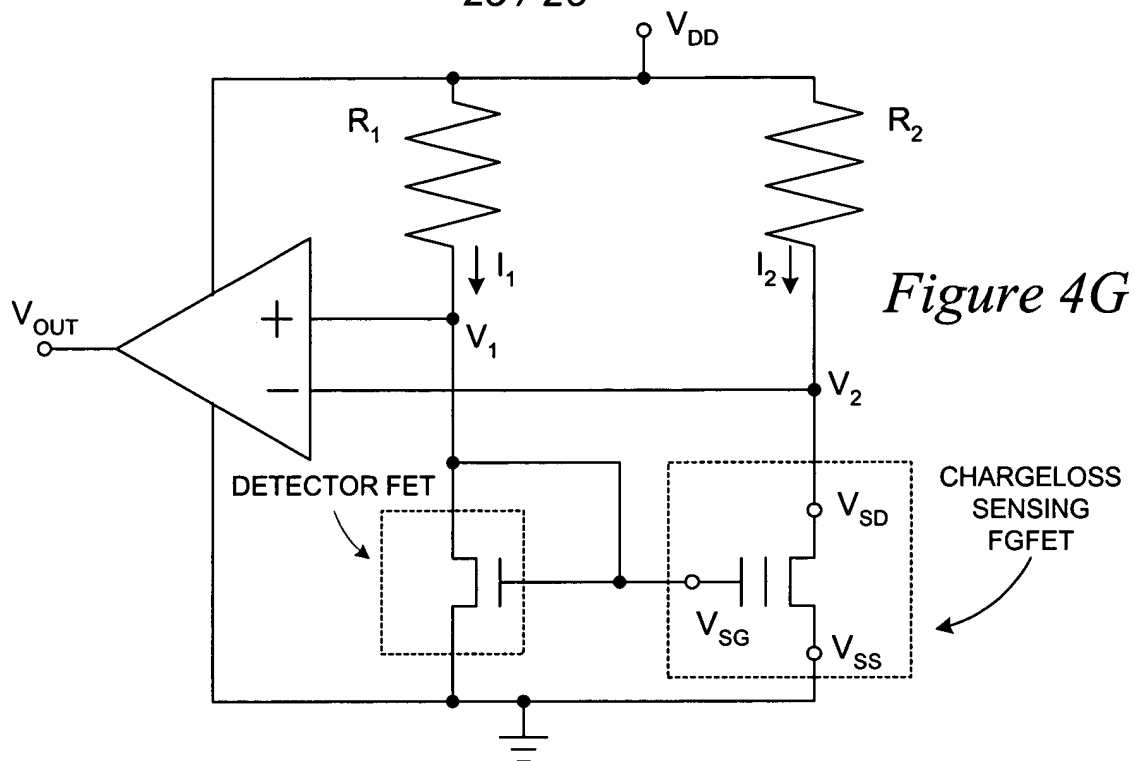 V_DD
R_1
R_2
I_1
I_2
Figure 4G
V_OUT
+
V_1
−
V_2
DETECTOR FET
CHARGELOSS
SENSING
FGFET
V_SD
V_SG
V_SS